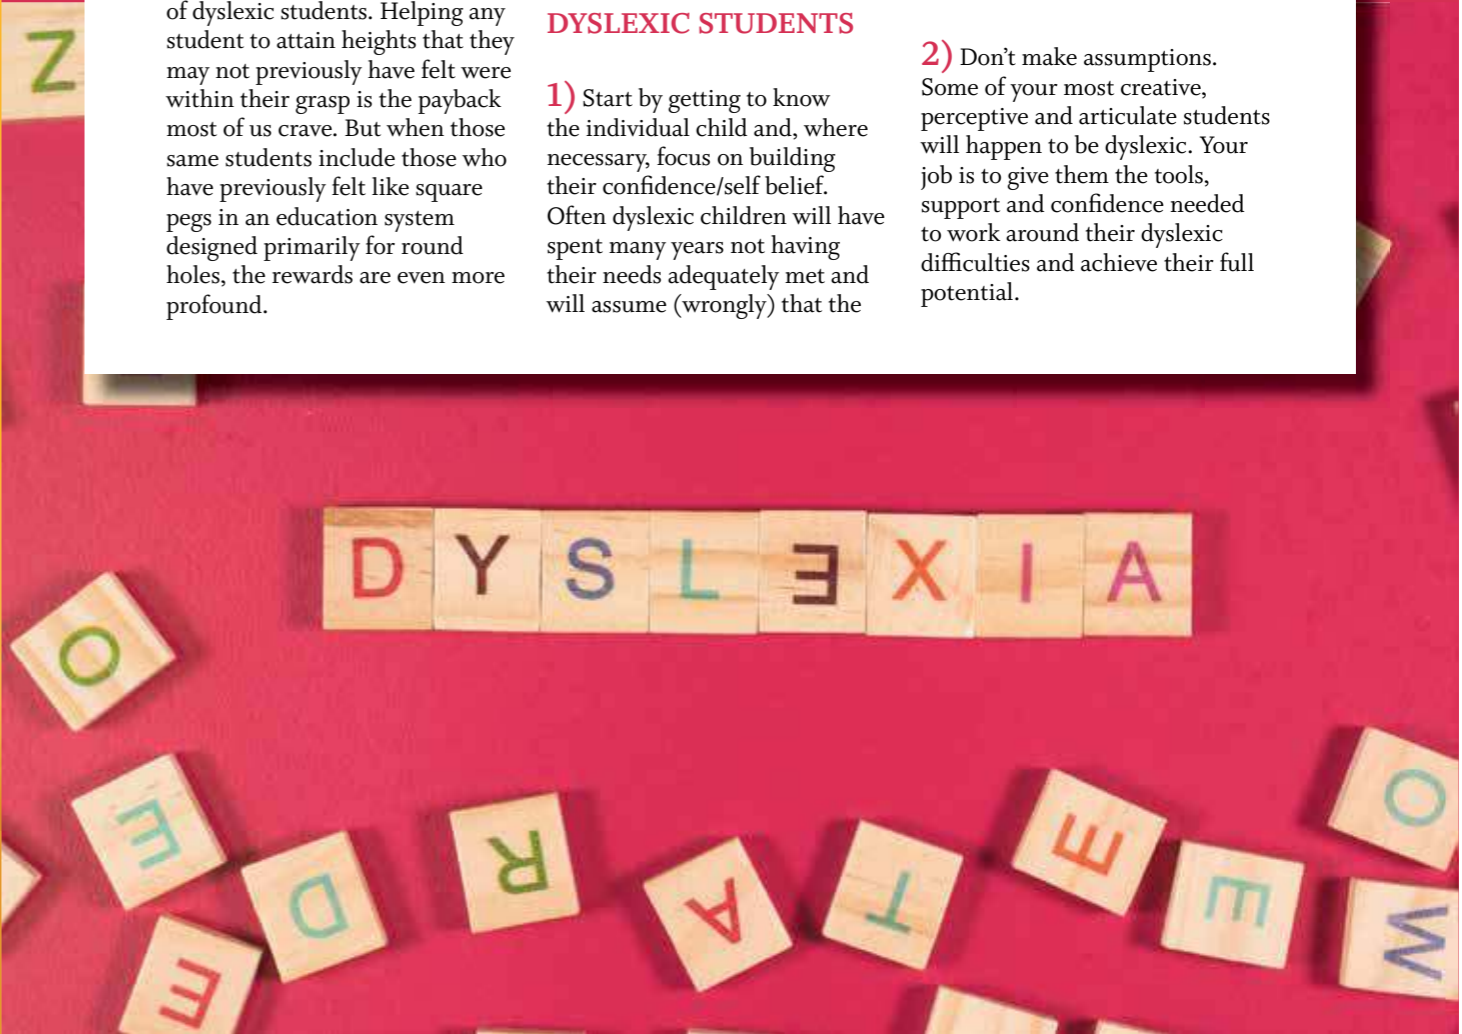 of dyslexic students. Helping any
student to attain heights that they
may not previously have felt were
within their grasp is the payback
most of us crave. But when those
same students include those who
have previously felt like square
pegs in an education system
designed primarily for round
holes, the rewards are even more
profound.
DYSLEXIC STUDENTS
1) Start by getting to know
the individual child and, where
necessary, focus on building
their confidence/self belief.
Often dyslexic children will have
spent many years not having
their needs adequately met and
will assume (wrongly) that the
2) Don’t make assumptions.
Some of your most creative,
perceptive and articulate students
will happen to be dyslexic. Your
job is to give them the tools,
support and confidence needed
to work around their dyslexic
difficulties and achieve their full
potential.
Z
DYSLEXIA
O
E
D
R
A
T
E
E
O
W
E